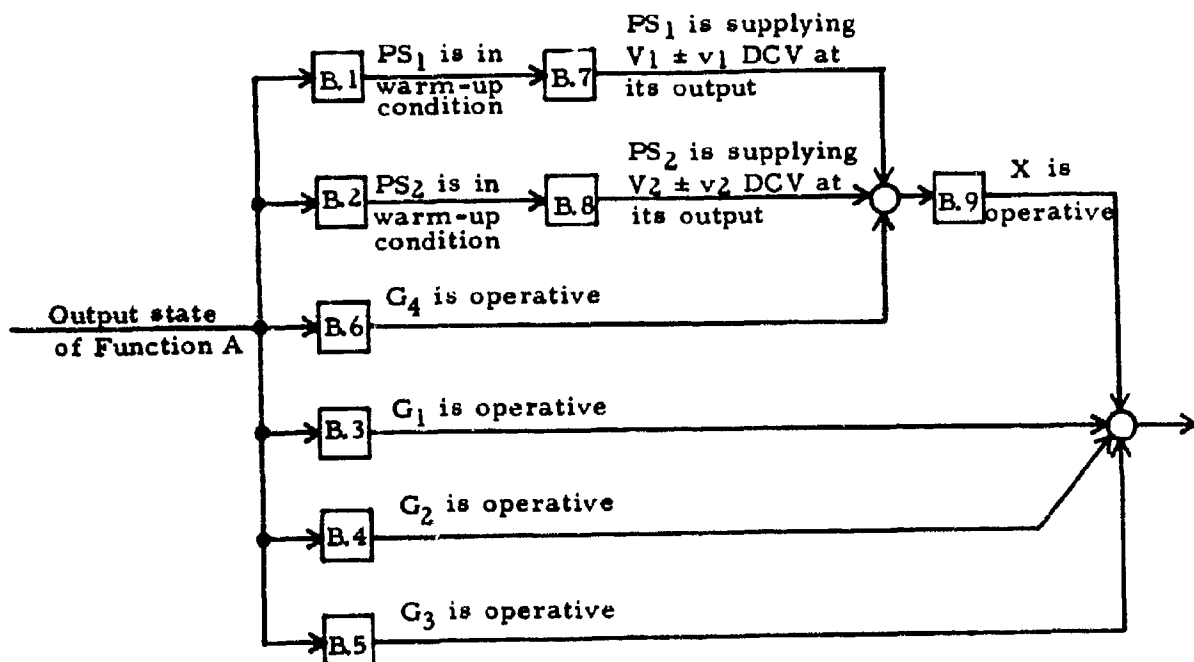 B.1
PS1 is in
warm-up
condition
B.7
PS1 is supplying
V1 ± v1 DCV at
its output
B.2
PS2 is in
warm-up
condition
B.8
PS2 is supplying
V2 ± v2 DCV at
its output
B.9
X is
operative
Output state
of Function A
B.6
G4 is operative
B.3
G1 is operative
B.4
G2 is operative
B.5
G3 is operative